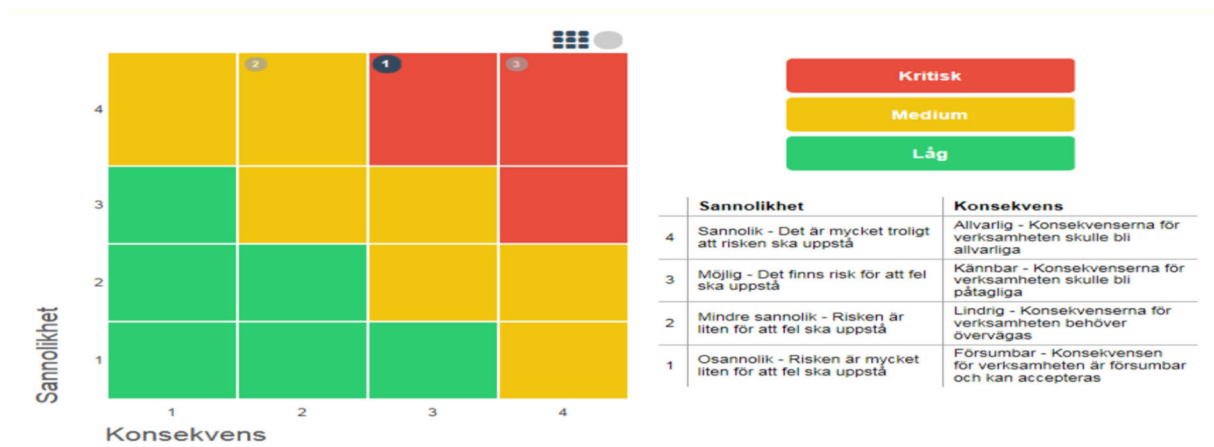 2
1
3
4
3
2
1
Sannolikhet
1
2
3
4
Konsekvens
Kritisk
Medium
Låg
Sannolikhet
Konsekvens
4
Sannolik - Det är mycket troligt
att risken ska uppstå
Allvarlig - Konsekvenserna för
verksamheten skulle bli
allvarliga
3
Möjlig - Det finns risk för att fel
ska uppstå
Kännbar - Konsekvenserna för
verksamheten skulle bli
påtagliga
2
Mindre sannolik - Risken är
liten för att fel ska uppstå
Lindrig - Konsekvenserna för
verksamheten behöver
övervägas
1
Osannolik - Risken är mycket
liten för att fel ska uppstå
Försumbar - Konsekvensen
för verksamheten är försumbar
och kan accepteras